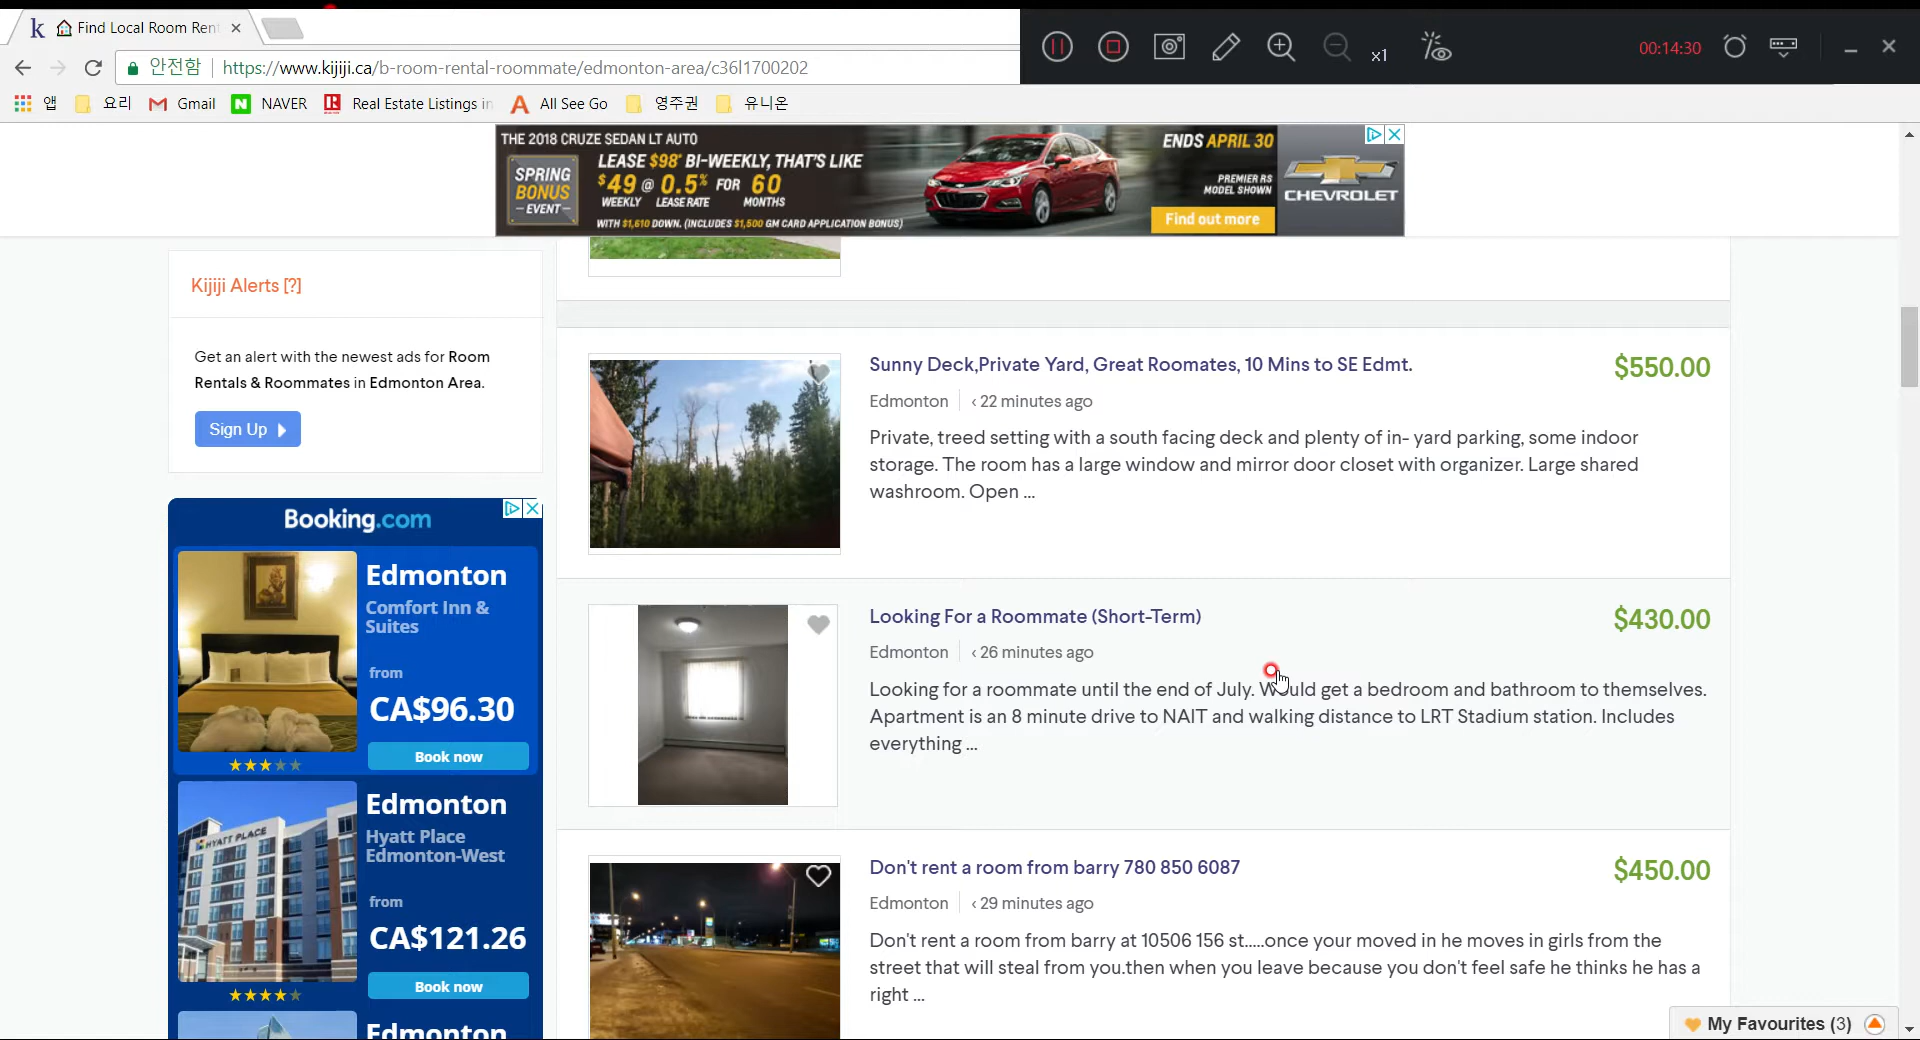 Find Local Room Ren
00:14:30
x1
안전함 https://www.kijiji.ca/b-room-rental-roommate/edmonton-area/c36l1700202
앱 요리 Gmail NAVER Real Estate Listings in All See Go 영주권 유니온
THE 2018 CRUZE SEDAN LT AUTO
SPRING
BONUS
EVENT
LEASE $98* BI-WEEKLY, THAT'S LIKE
$49 @ 0.5% FOR 60
WEEKLY LEASE RATE MONTHS
WITH $1,610 DOWN. (INCLUDES $1,500 GM CARD APPLICATION BONUS)
ENDS APRIL 30
PREMIER RS
MODEL SHOWN
Find out more
CHEVROLET
Kijiji Alerts [?]
Get an alert with the newest ads for Room
Rentals & Roommates in Edmonton Area.
Sign Up
Booking.com
Edmonton
Comfort Inn &
Suites
from
CA$96.30
Book now
HYATT PLACE
Edmonton
Hyatt Place
Edmonton-West
from
CA$121.26
Book now
Edmonton
Sunny Deck,Private Yard, Great Roomates, 10 Mins to SE Edmt.
$550.00
Edmonton < 22 minutes ago
Private, treed setting with a south facing deck and plenty of in- yard parking, some indoor
storage. The room has a large window and mirror door closet with organizer. Large shared
washroom. Open ...
Looking For a Roommate (Short-Term)
$430.00
Edmonton < 26 minutes ago
Looking for a roommate until the end of July. Would get a bedroom and bathroom to themselves.
Apartment is an 8 minute drive to NAIT and walking distance to LRT Stadium station. Includes
everything ...
Don't rent a room from barry 780 850 6087
$450.00
Edmonton < 29 minutes ago
Don't rent a room from barry at 10506 156 st.....once your moved in he moves in girls from the
street that will steal from you.then when you leave because you don't feel safe he thinks he has a
right ...
My Favourites (3)